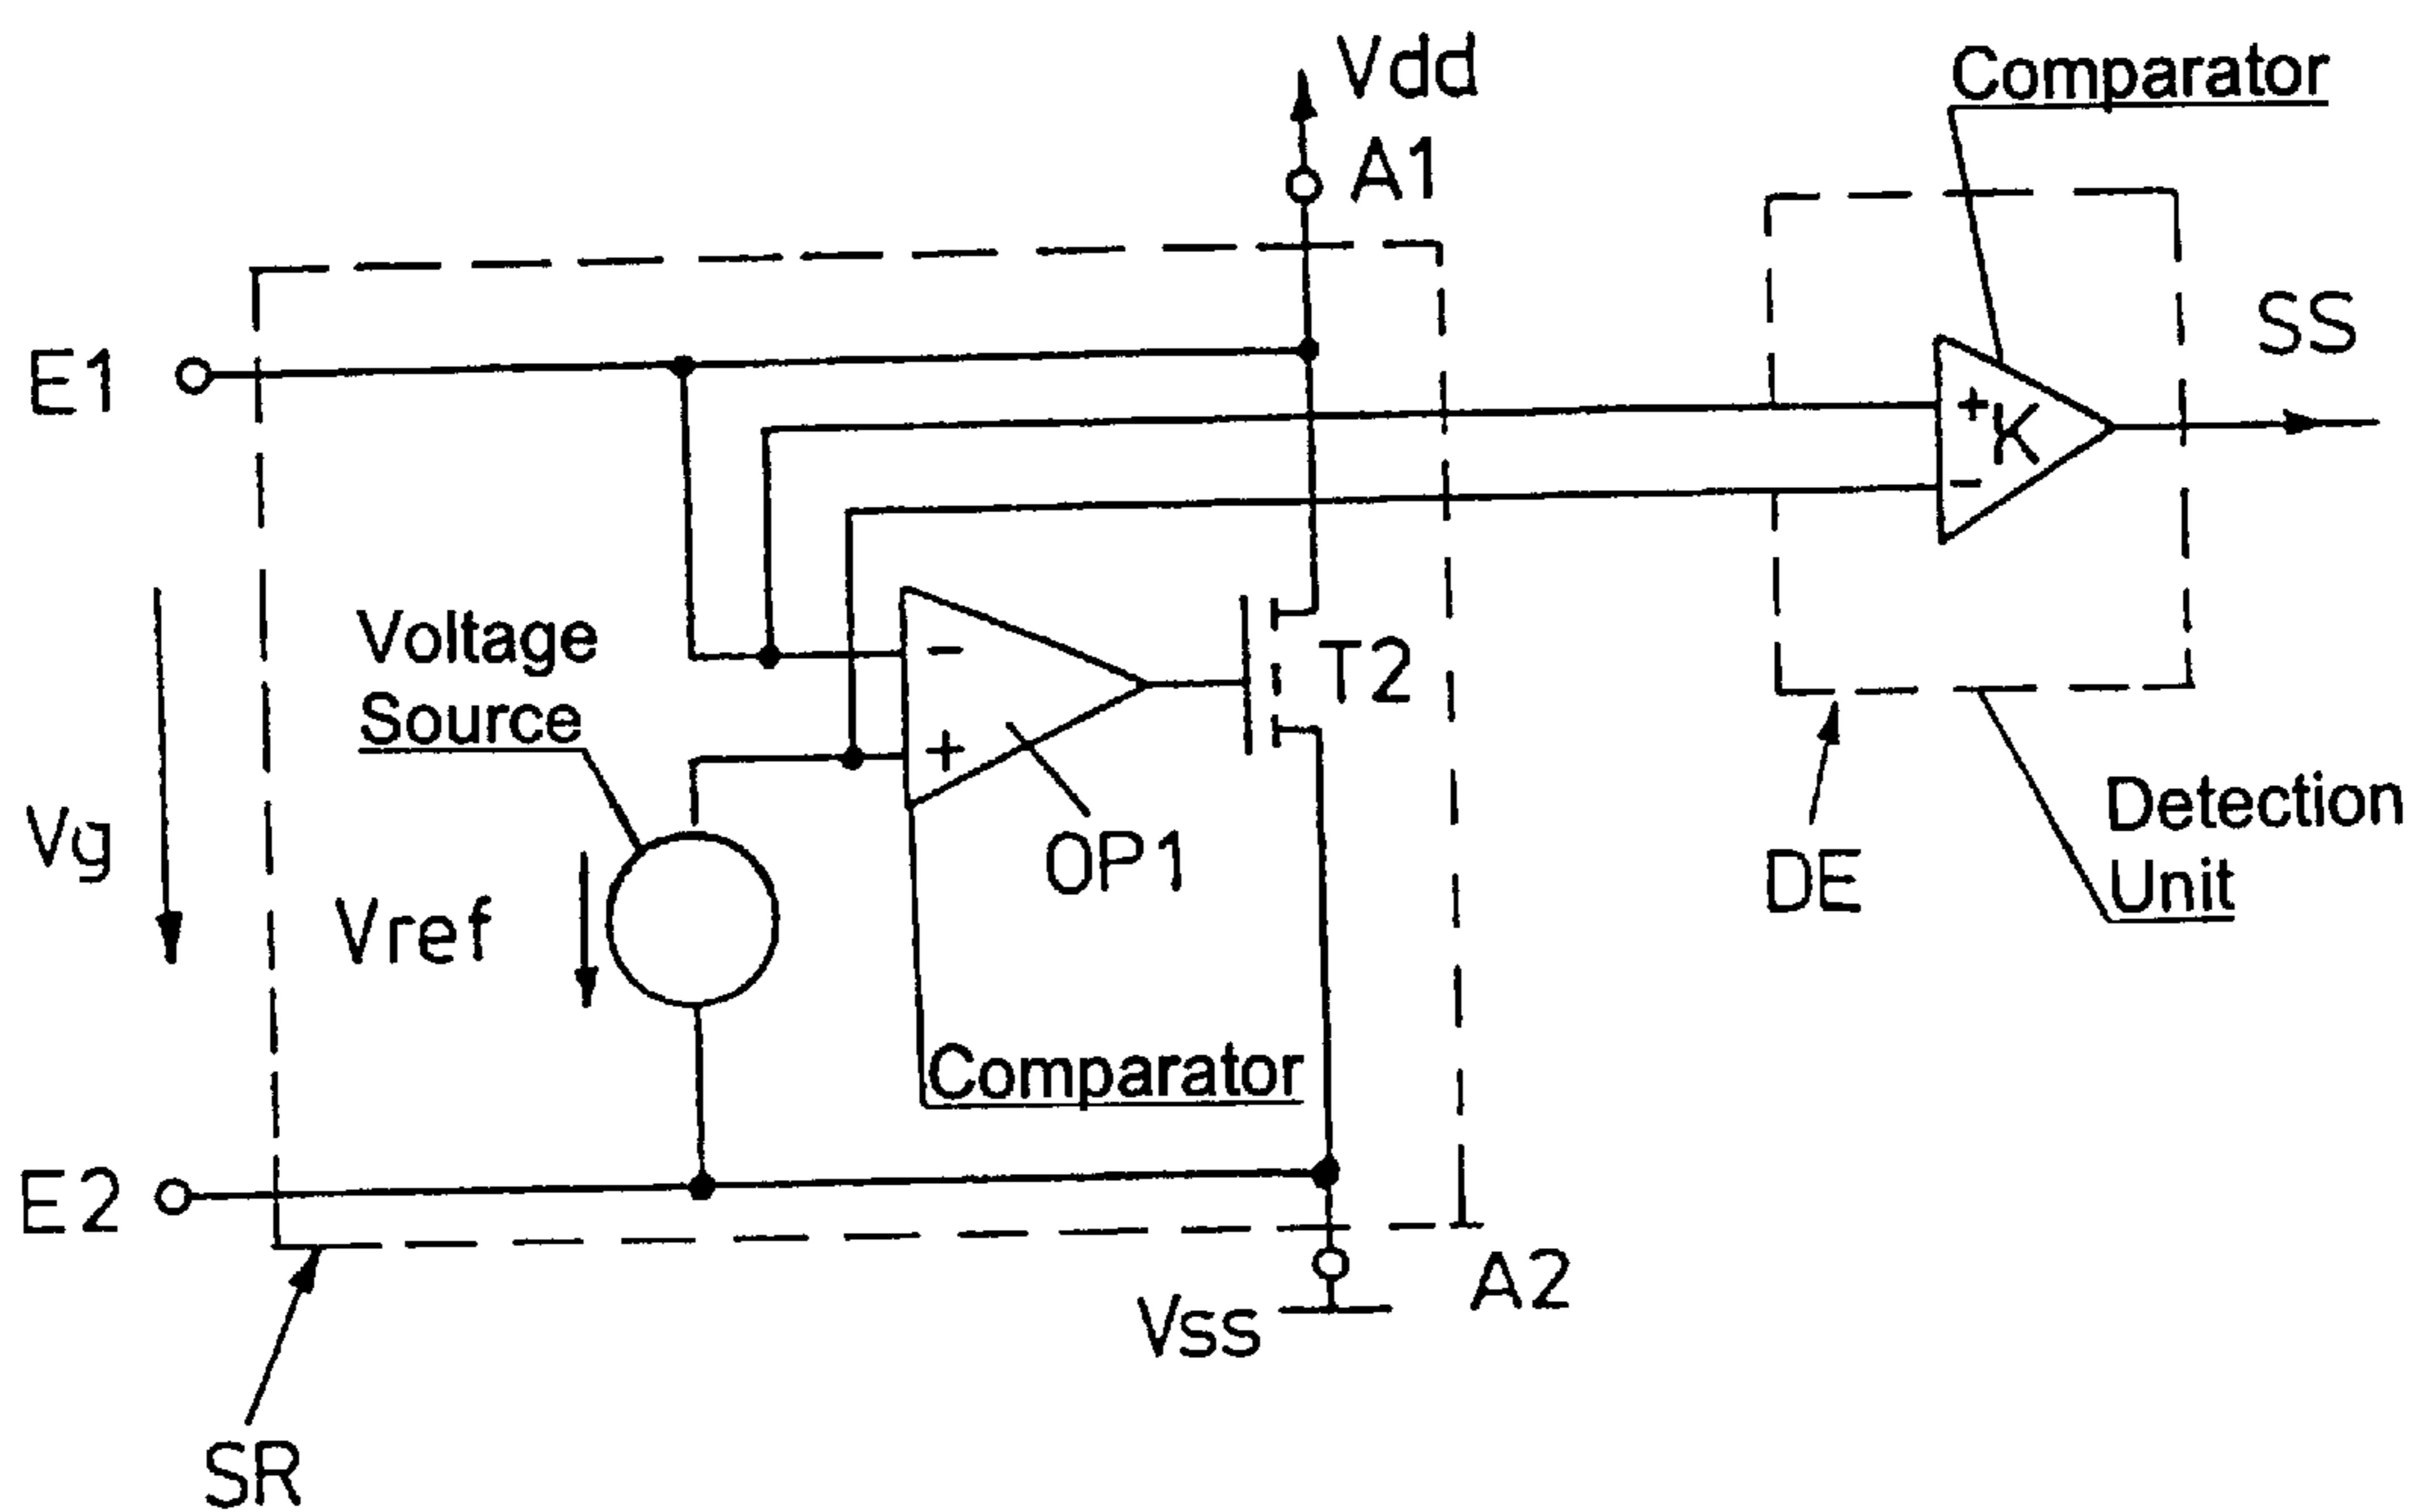 Vdd
Comparator
A1
SS
E1
+
K
-
Voltage
Source
-
T2
+
Detection
Unit
Vg
OP1
DE
Vref
Comparator
E2
A2
Vss
SR